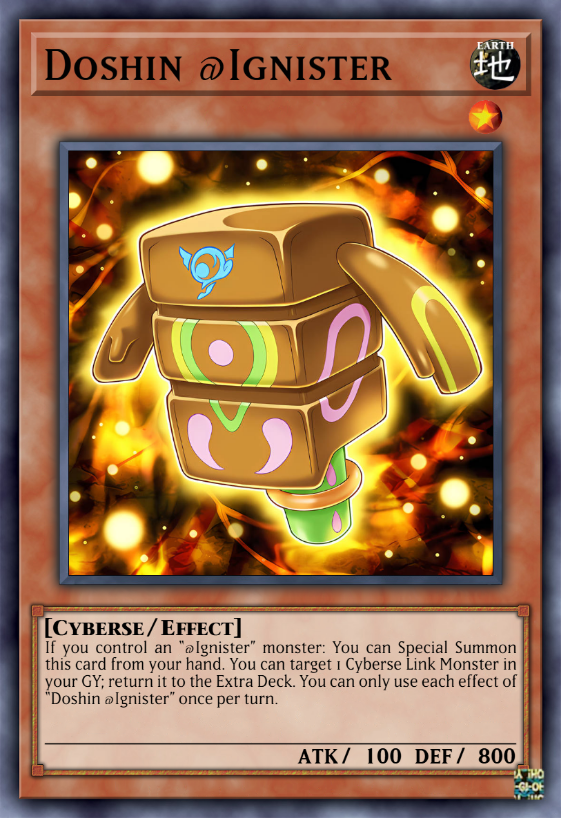 Doshin @Ignister
EARTH
地
[Cyberse/Effect]
If you control an "@Ignister" monster: You can Special Summon
this card from your hand. You can target 1 Cyberse Link Monster in
your GY; return it to the Extra Deck. You can only use each effect of
"Doshin @Ignister" once per turn.
ATK/ 100 DEF/ 800